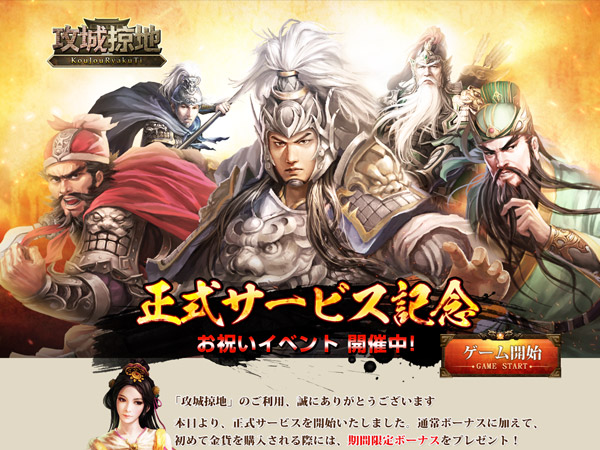 攻城掠地
KouJouRyakuTi
正式サービス記念
お祝いイベント 開催中!
ゲーム開始
GAME START
「攻城掠地」のご利用、誠にありがとうございます
本日より、正式サービスを開始いたしました。通常ボーナスに加えて、
初めて金貨を購入される際には、期間限定ボーナスをプレゼント!